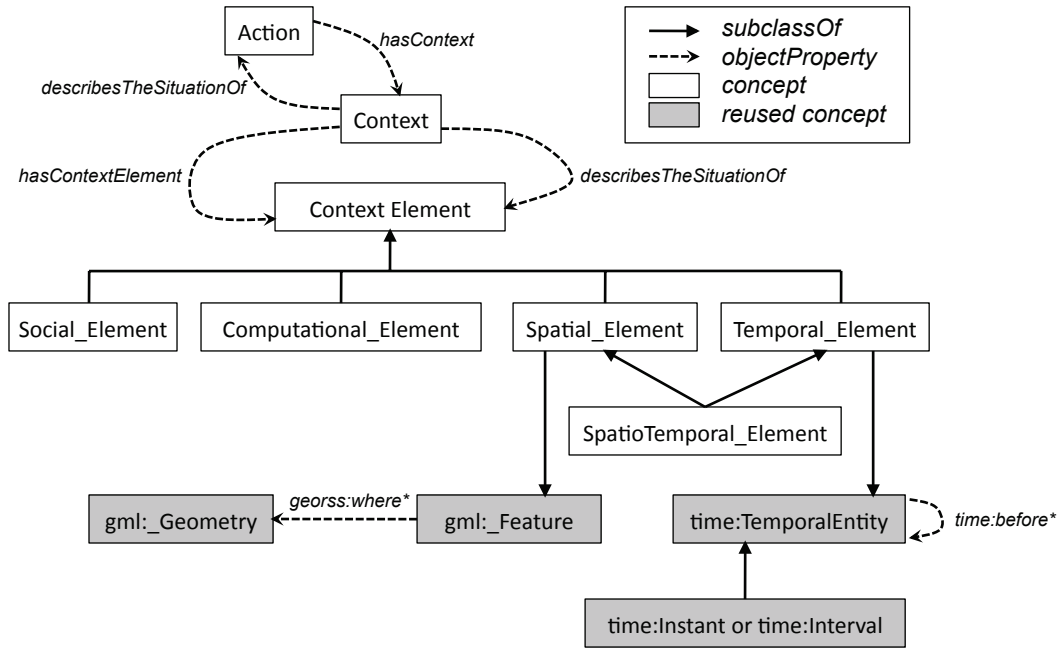 Action
hasContext
describesTheSituationOf
Context
hasContextElement
describesTheSituationOf
Context Element
subclassOf
objectProperty
concept
reused concept
Social_Element
Computational_Element
Spatial_Element
Temporal_Element
SpatioTemporal_Element
gml:_Geometry
georss:where*
gml:_Feature
time:TemporalEntity
time:before*
time:Instant or time:Interval